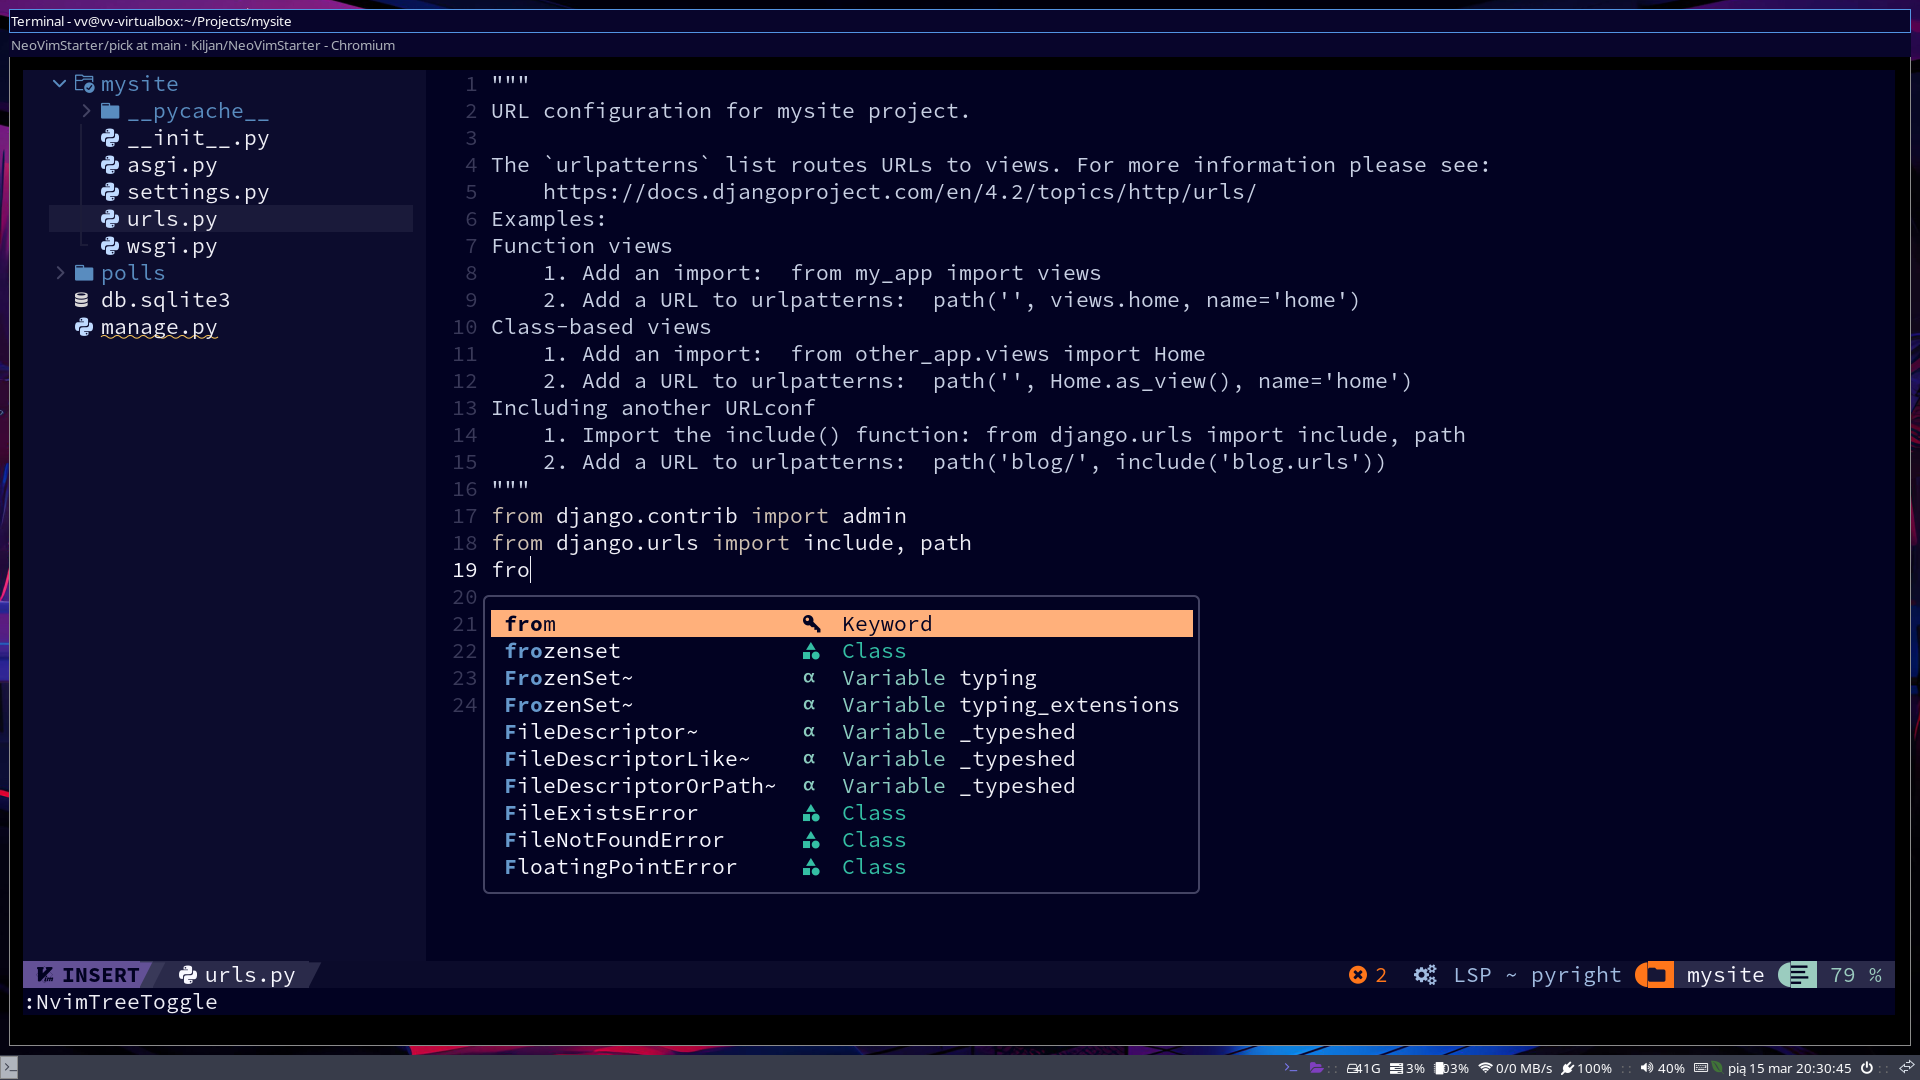 Terminal - vv@vv-virtualbox:~/Projects/mysite
NeoVimStarter/pick at main · Kiljan/NeoVimStarter - Chromium
mysite
__pycache__
__init__.py
asgi.py
settings.py
urls.py
wsgi.py
polls
db.sqlite3
manage.py
1 """
2 URL configuration for mysite project.
3
4 The `urlpatterns` list routes URLs to views. For more information please see:
5     https://docs.djangoproject.com/en/4.2/topics/http/urls/
6 Examples:
7 Function views
8     1. Add an import:  from my_app import views
9     2. Add a URL to urlpatterns:  path('', views.home, name='home')
10 Class-based views
11     1. Add an import:  from other_app.views import Home
12     2. Add a URL to urlpatterns:  path('', Home.as_view(), name='home')
13 Including another URLconf
14     1. Import the include() function: from django.urls import include, path
15     2. Add a URL to urlpatterns:  path('blog/', include('blog.urls'))
16 """
17 from django.contrib import admin
18 from django.urls import include, path
19 fro
20
21 from Keyword
22 frozenset Class
23 FrozenSet~ α Variable typing
24 FrozenSet~ α Variable typing_extensions
FileDescriptor~ α Variable _typeshed
FileDescriptorLike~ α Variable _typeshed
FileDescriptorOrPath~ α Variable _typeshed
FileExistsError Class
FileNotFoundError Class
FloatingPointError Class
INSERT urls.py 2 LSP ~ pyright mysite 79 %
:NvimTreeToggle
41G 3% 03% 0/0 MB/s 100% 40% pią 15 mar 20:30:45